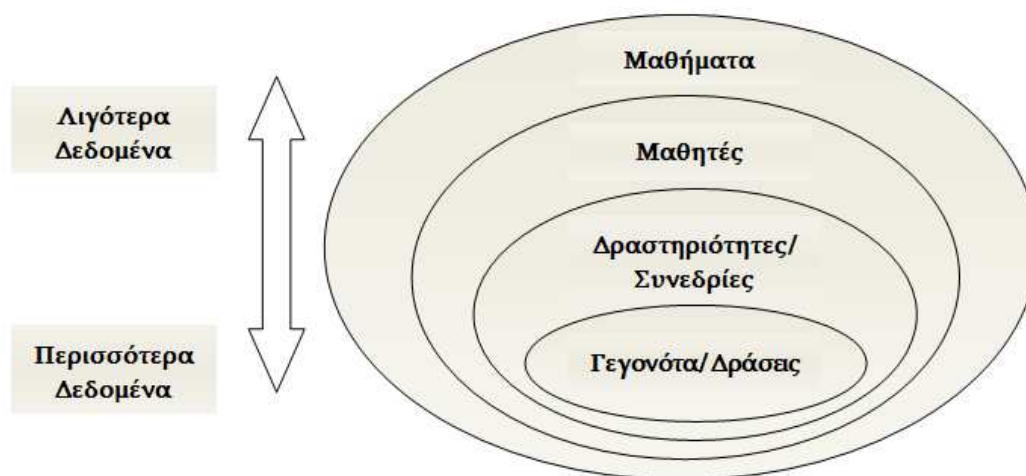 Μαθήματα
Λιγότερα
Δεδομένα
Μαθητές
Δραστηριότητες/
Συνεδρίες
Περισσότερα
Δεδομένα
Γεγονότα/ Δράσεις